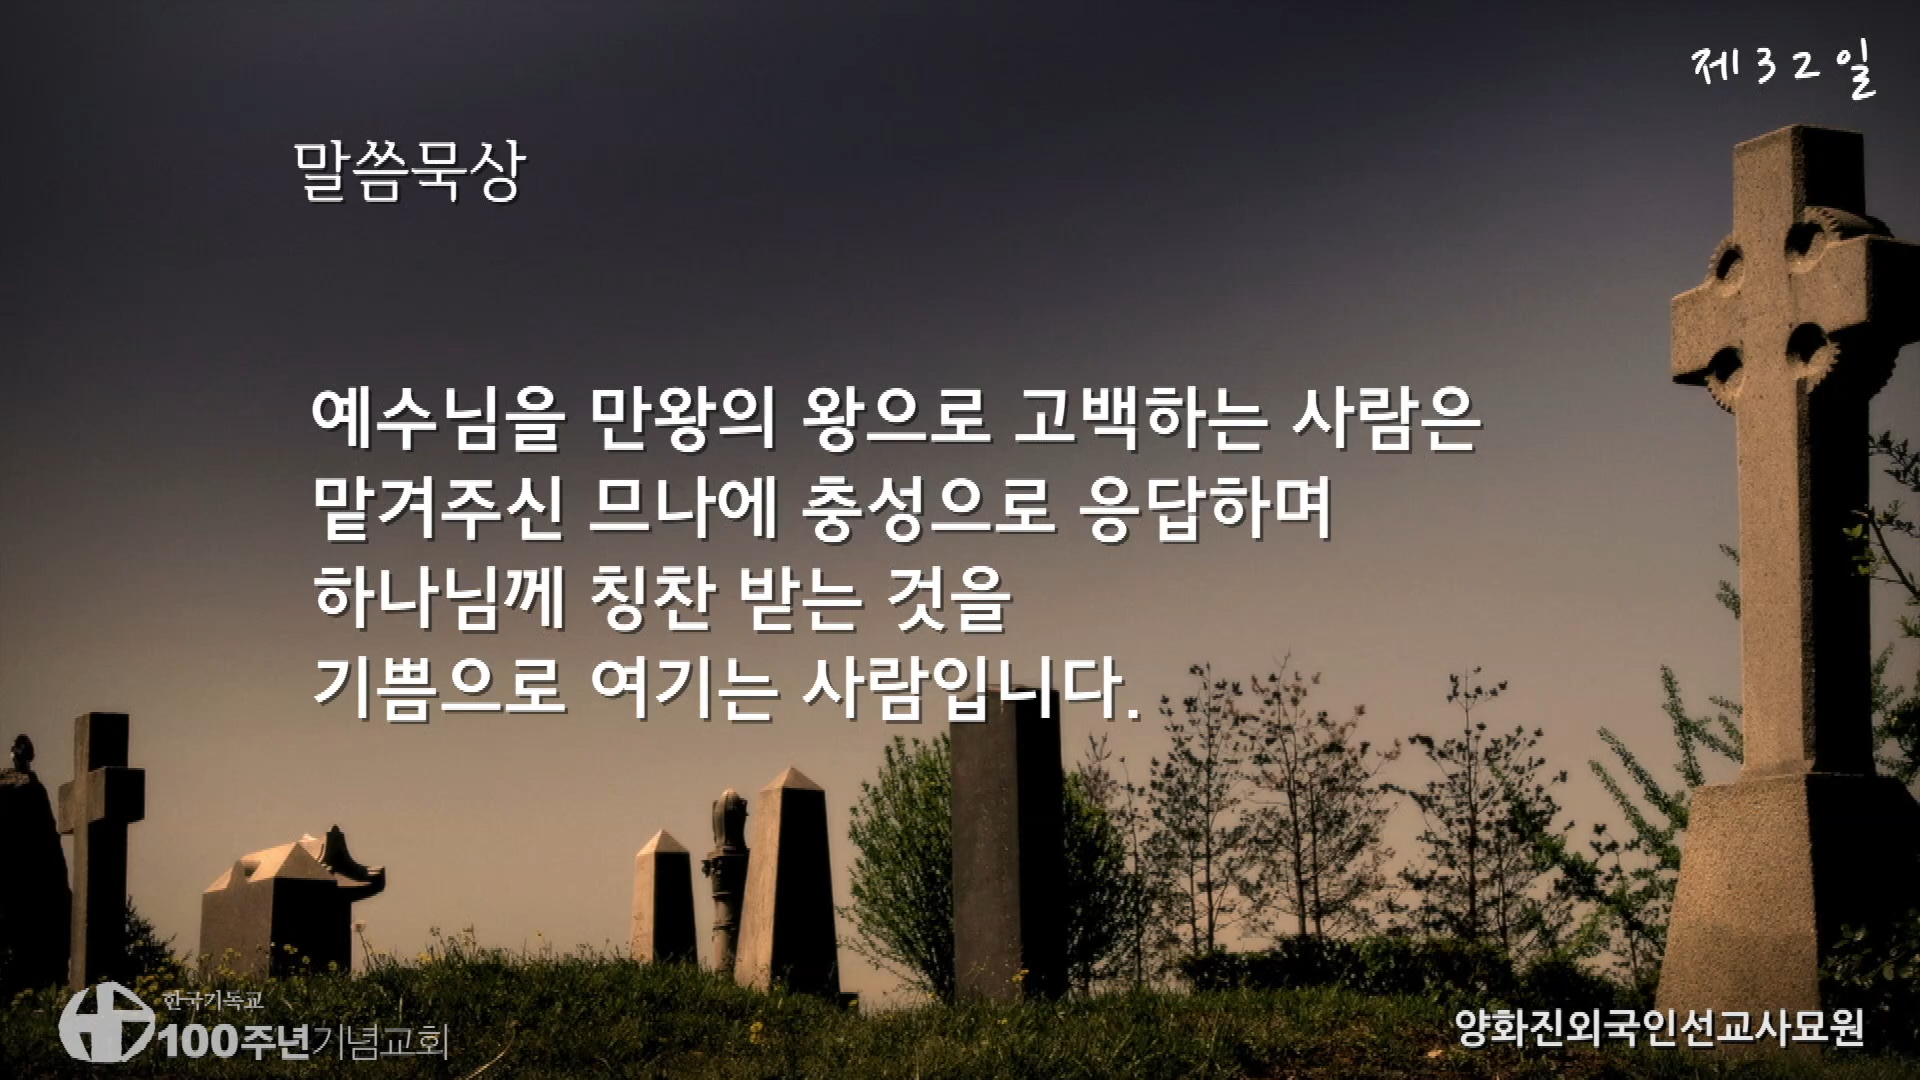 제32일
말씀묵상
예수님을 만왕의 왕으로 고백하는 사람은
맡겨주신 므나에 충성으로 응답하며
하나님께 칭찬 받는 것을
기쁨으로 여기는 사람입니다.
한국기독교
100주년기념교회
양화진외국인선교사묘원